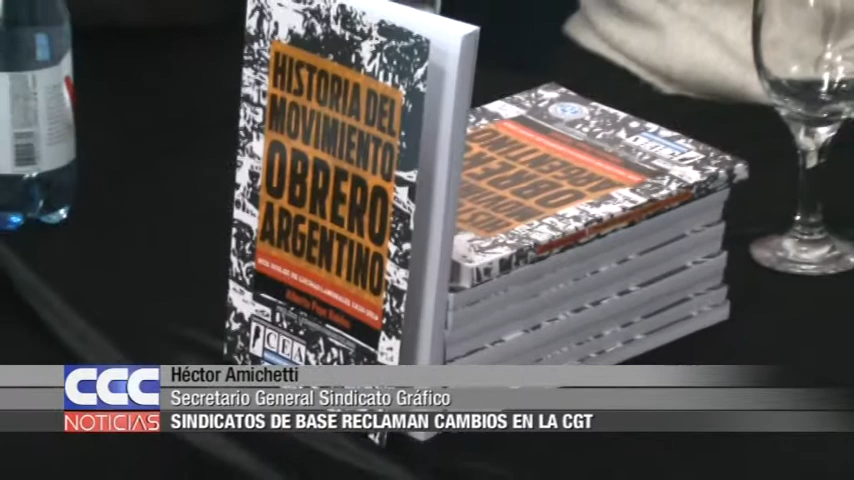 HISTORIA DEL
MOVIMIENTO
OBRERO
ARGENTINO
CEA
CCC
NOTICIAS
Héctor Amichetti
Secretario General Sindicato Gráfico
SINDICATOS DE BASE RECLAMAN CAMBIOS EN LA CGT